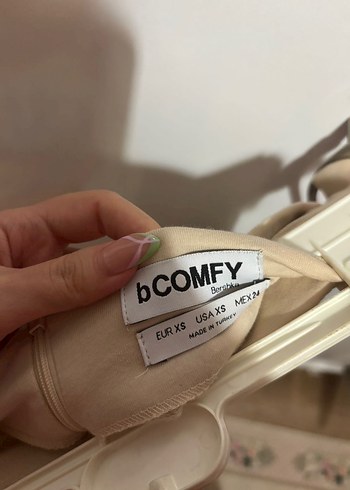 bCOMFY
Bershka
EUR XS USA XS MEX 24
MADE IN TURKEY